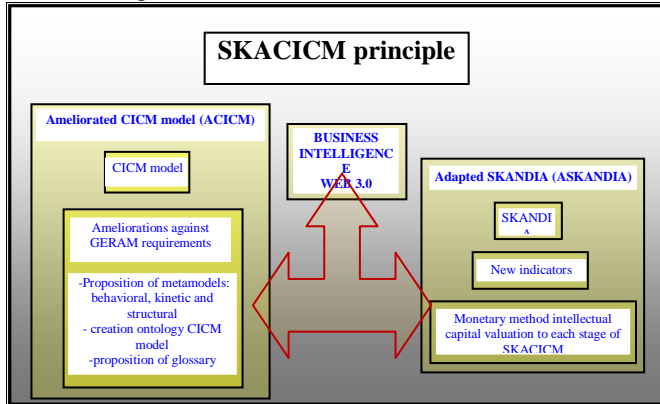 SKACICM principle
Ameliorated CICM model (ACICM)
CICM model
Ameliorations against
GERAM requirements
-Proposition of metamodels:
behavioral, kinetic and
structural
- creation ontology CICM
model
-proposition of glossary
BUSINESS
INTELLIGENC
E
WEB 3.0
Adapted SKANDIA (ASKANDIA)
SKANDI
A
New indicators
Monetary method intellectual
capital valuation to each stage of
SKACICM